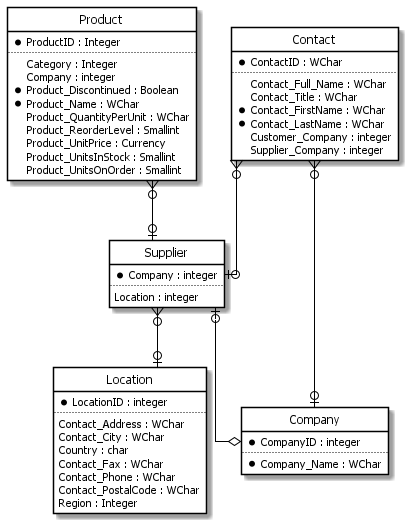 Product
ProductID : Integer
Category : Integer
Company : integer
Product_Discontinued : Boolean
Product_Name : WChar
Product_QuantityPerUnit : WChar
Product_ReorderLevel : Smallint
Product_UnitPrice : Currency
Product_UnitsInStock : Smallint
Product_UnitsOnOrder : Smallint
Contact
ContactID : WChar
Contact_Full_Name : WChar
Contact_Title : WChar
Contact_FirstName : WChar
Contact_LastName : WChar
Customer_Company : integer
Supplier_Company : integer
Supplier
Company : integer
Location : integer
Location
LocationID : integer
Contact_Address : WChar
Contact_City : WChar
Country : char
Contact_Fax : WChar
Contact_Phone : WChar
Contact_PostalCode : WChar
Region : Integer
Company
CompanyID : integer
Company_Name : WChar